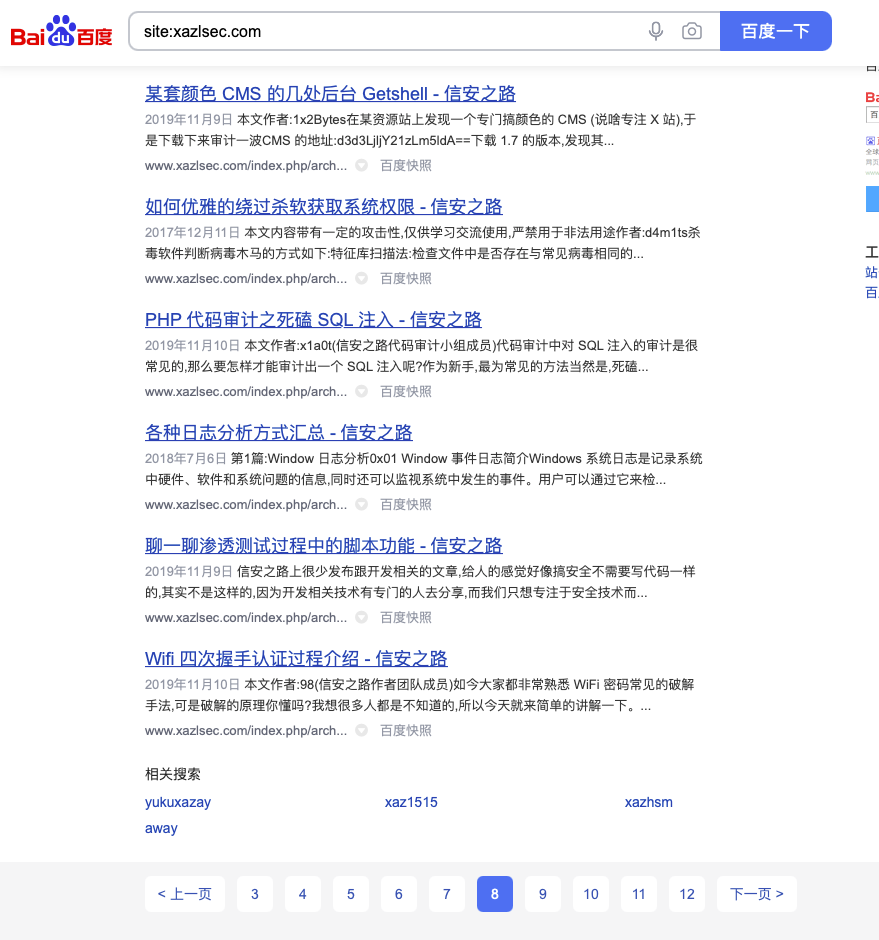 Bai du 百度 site:xazlsec.com 百度一下
某套颜色 CMS 的几处后台 Getshell - 信安之路
2019年11月9日 本文作者:1x2Bytes在某资源站上发现一个专门搞颜色的 CMS (说啥专注 X 站),于
是下载下来审计一波CMS 的地址:d3d3LjljY21zLm5ldA==下载 1.7 的版本,发现其...
www.xazlsec.com/index.php/arch... 百度快照
如何优雅的绕过杀软获取系统权限 - 信安之路
2017年12月11日 本文内容带有一定的攻击性,仅供学习交流使用,严禁用于非法用途作者:d4m1ts杀
毒软件判断病毒木马的方式如下:特征库扫描法:检查文件中是否存在与常见病毒相同的...
www.xazlsec.com/index.php/arch... 百度快照
PHP 代码审计之死磕 SQL 注入 - 信安之路
2019年11月10日 本文作者:x1a0t(信安之路代码审计小组成员)代码审计中对 SQL 注入的审计是很
常见的,那么要怎样才能审计出一个 SQL 注入呢?作为新手,最为常见的方法当然是,死磕...
www.xazlsec.com/index.php/arch... 百度快照
各种日志分析方式汇总 - 信安之路
2018年7月6日 第1篇:Window 日志分析0x01 Window 事件日志简介Windows 系统日志是记录系统
中硬件、软件和系统问题的信息,同时还可以监视系统中发生的事件。用户可以通过它来检...
www.xazlsec.com/index.php/arch... 百度快照
聊一聊渗透测试过程中的脚本功能 - 信安之路
2019年11月9日 信安之路上很少发布跟开发相关的文章,给人的感觉好像搞安全不需要写代码一样
的,其实不是这样的,因为开发相关技术有专门的人去分享,而我们只想专注于安全技术而...
www.xazlsec.com/index.php/arch... 百度快照
Wifi 四次握手认证过程介绍 - 信安之路
2019年11月10日 本文作者:98(信安之路作者团队成员)如今大家都非常熟悉 WiFi 密码常见的破解
手法,可是破解的原理你懂吗?我想很多人都是不知道的,所以今天就来简单的讲解一下。...
www.xazlsec.com/index.php/arch... 百度快照
相关搜索
yukuxazay xaz1515 xazhsm
away
< 上一页 3 4 5 6 7 8 9 10 11 12 下一页 >
工
站
百